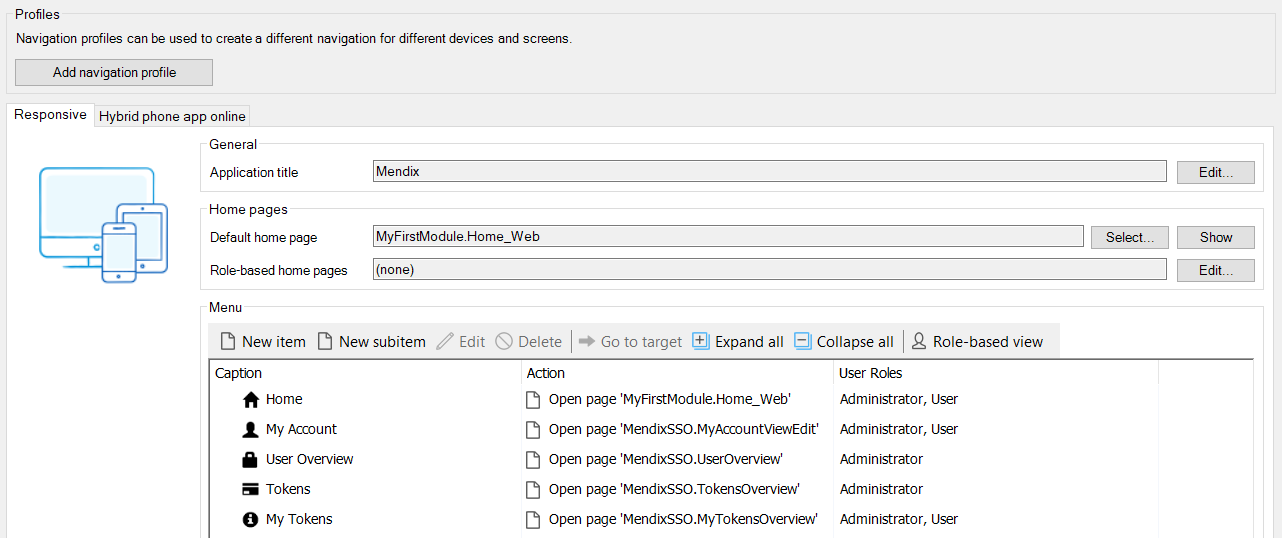 Profiles
Navigation profiles can be used to create a different navigation for different devices and screens.
Add navigation profile
Responsive Hybrid phone app online
General
Application title Mendix Edit...
Home pages
Default home page MyFirstModule.Home_Web Select... Show
Role-based home pages (none) Edit...
Menu
New item New subitem Edit Delete Go to target Expand all Collapse all Role-based view
Caption Action User Roles
Home Open page 'MyFirstModule.Home_Web' Administrator, User
My Account Open page 'MendixSSO.MyAccountViewEdit' Administrator, User
User Overview Open page 'MendixSSO.UserOverview' Administrator
Tokens Open page 'MendixSSO.TokensOverview' Administrator
My Tokens Open page 'MendixSSO.MyTokensOverview' Administrator, User